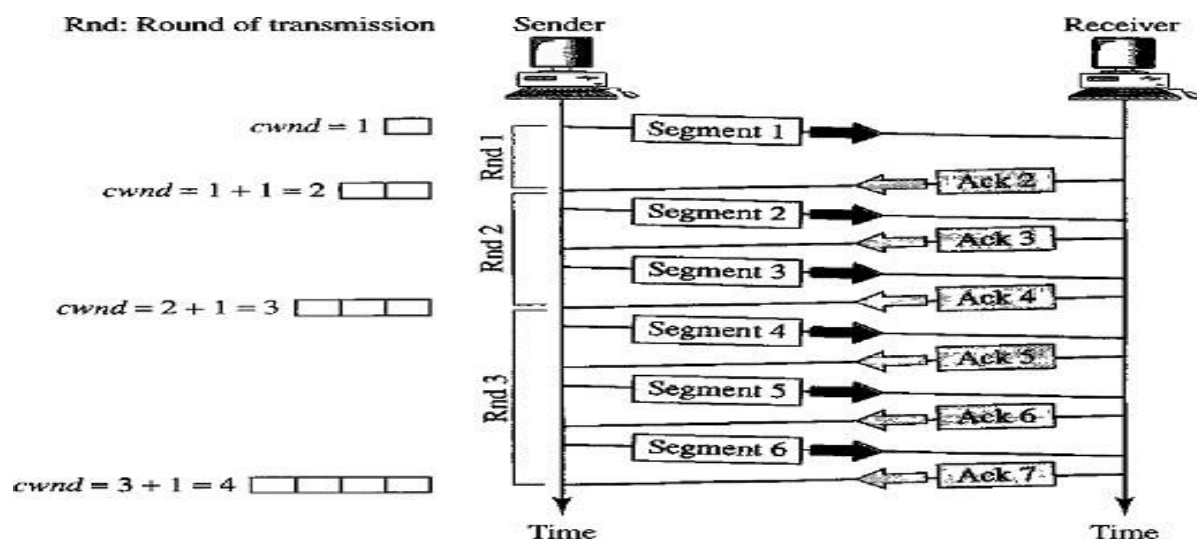 Rnd: Round of transmission
Sender
Receiver
cwnd = 1
Rnd 1
Segment 1
Ack 2
cwnd = 1 + 1 = 2
Rnd 2
Segment 2
Ack 3
Segment 3
Ack 4
cwnd = 2 + 1 = 3
Rnd 3
Segment 4
Ack 5
Segment 5
Ack 6
Segment 6
Ack 7
cwnd = 3 + 1 = 4
Time
Time